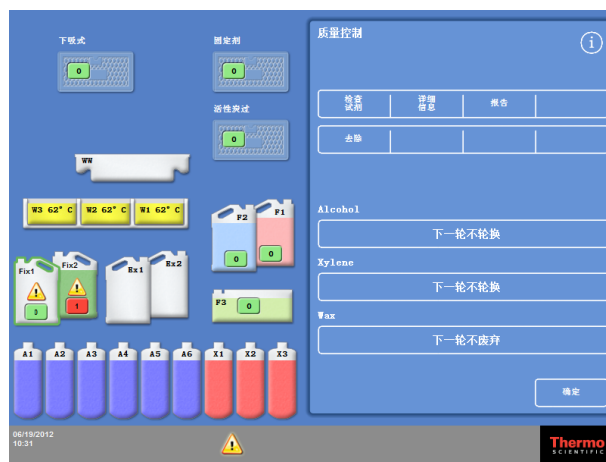 下吸式
0
固定剂
0
活性炭过
0
WW
W3 62° C
W2 62° C
W1 62° C
F2
0
F1
0
Fix1
0
Fix2
1
Ex1
Ex2
F3
0
A1
A2
A3
A4
A5
A6
X1
X2
X3
质量控制
i
检查
试剂
详细
信息
报告
去除
Alcohol
下一轮不轮换
Xylene
下一轮不轮换
Wax
下一轮不废弃
确定
06/19/2012
10:31
Thermo
SCIENTIFIC